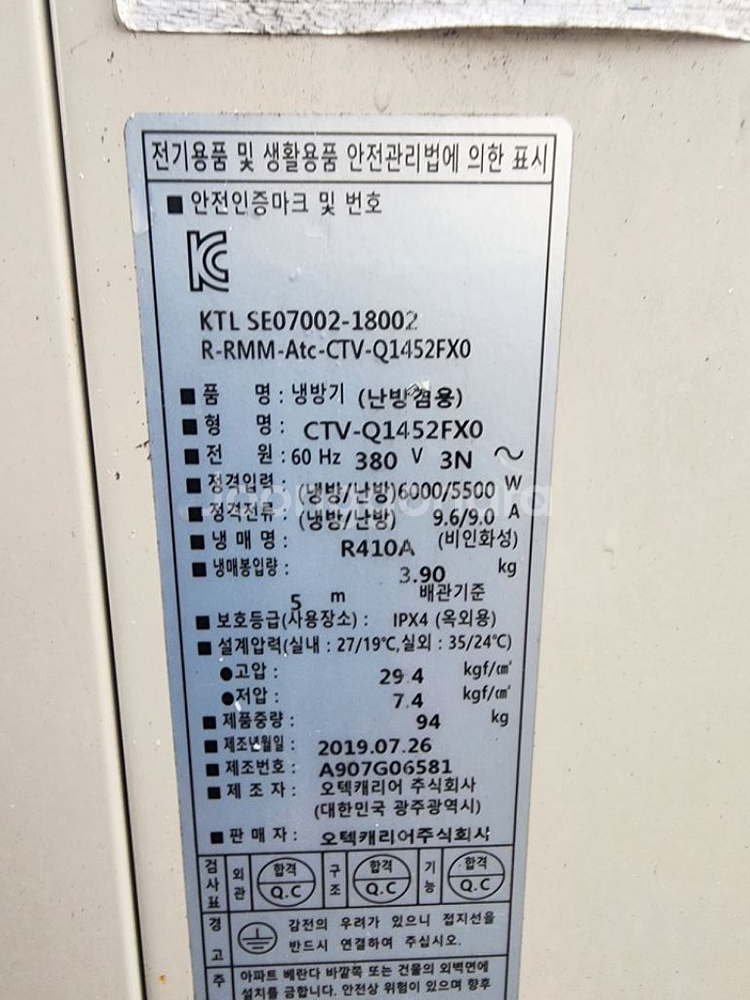 전기용품 및 생활용품 안전관리법에 의한 표시
■ 안전인증마크 및 번호
KC
KTL SE07002-18002
R-RMM-Atc-CTV-Q1452FX0
■ 품 명 : 냉방기 (난방겸용)
■ 형 명 : CTV-Q1452FX0
■ 전 원 : 60 Hz 380 V 3N ~
■ 정격입력 : (냉방/난방)6000/5500 W
■ 정격전류 : (냉방/난방) 9.6/9.0 A
■ 냉 매 명 : R410A (비인화성)
■ 냉매봉입량 : 3.90 kg
5 m 배관기준
■ 보호등급(사용장소) : IPX4 (옥외용)
■ 설계압력(실내 : 27/19℃,실외 : 35/24℃)
●고압 : 29.4 kgf/㎠
●저압 : 7.4 kgf/㎠
■ 제품중량 : 94 kg
■ 제조년월일 : 2019.07.26
■ 제조번호 : A907G06581
■ 제 조 자 : 오텍캐리어 주식회사
(대한민국 광주광역시)
■ 판 매 자 : 오텍캐리어주식회사
검사표 외관 합격 Q.C 구조 합격 Q.C 기능 합격 Q.C
경고 감전의 우려가 있으니 접지선을
반드시 연결하여 주십시오.
주 아파트 베란다 바깥쪽 또는 건물의 외벽면에
설치를 금합니다. 안전상 위험이 있으며 향후